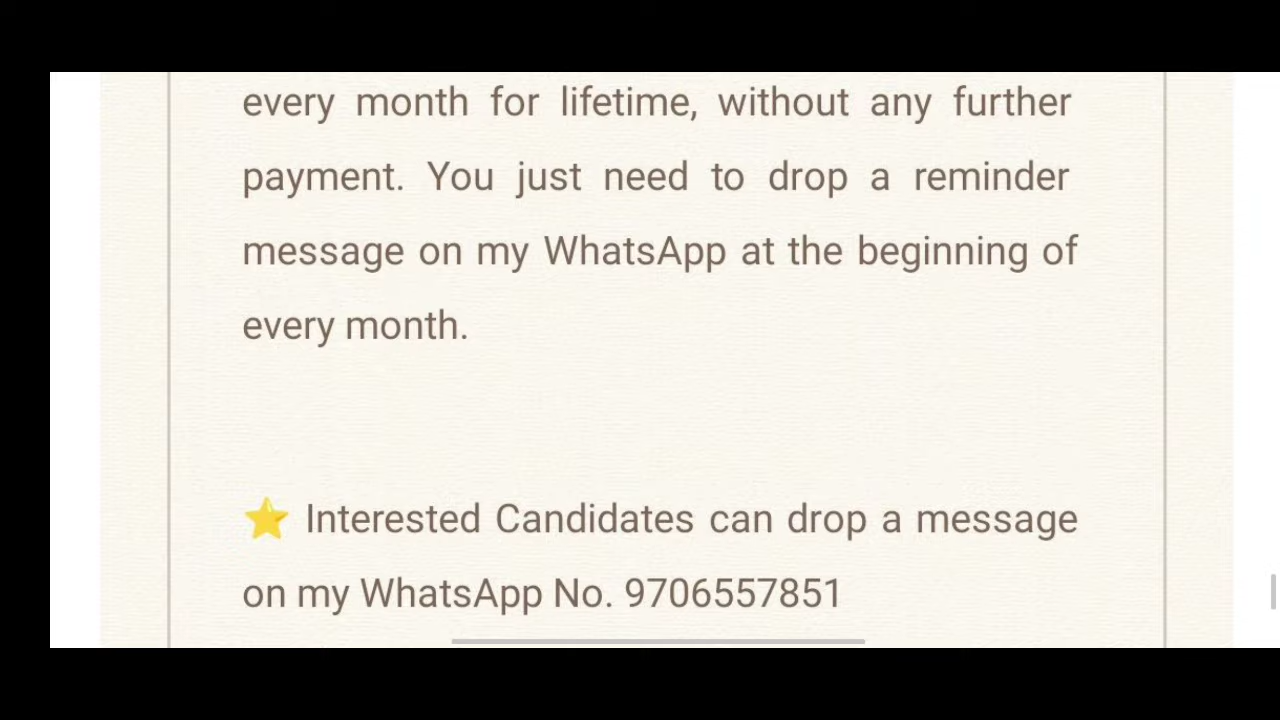 every month for lifetime, without any further
payment. You just need to drop a reminder
message on my WhatsApp at the beginning of
every month.
⭐ Interested Candidates can drop a message
on my WhatsApp No. 9706557851